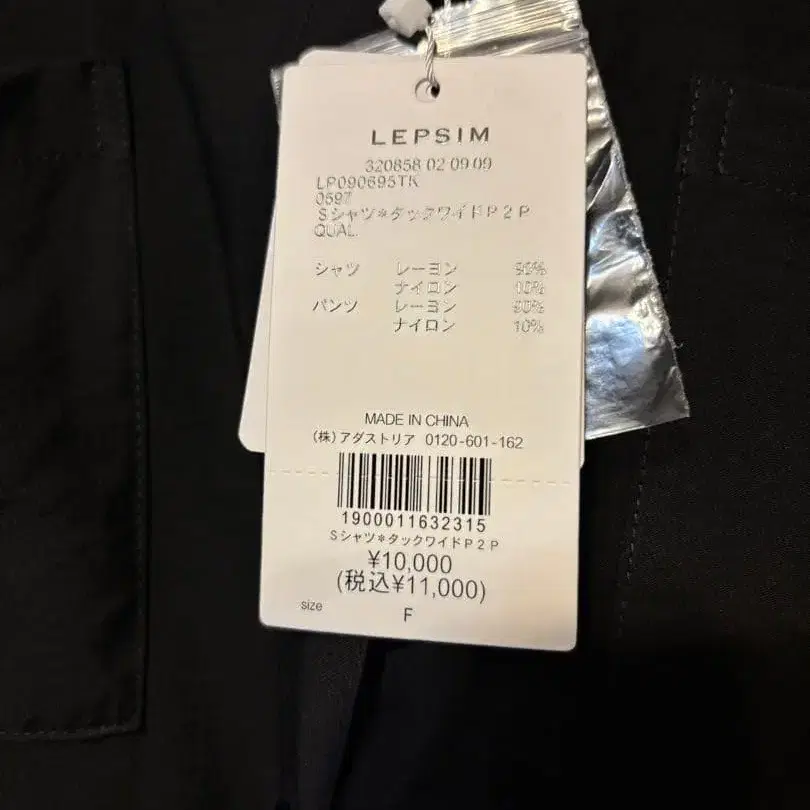 LEPSIM
320858 02 09 09
LP090695TK
0597
Sシャツ*タックワイドP2P
QUAL.
シャツ レーヨン 90%
ナイロン 10%
パンツ レーヨン 90%
ナイロン 10%
MADE IN CHINA
(株)アダストリア 0120-601-162
1900011632315
Sシャツ*タックワイドP2P
¥10,000
(税込¥11,000)
size F